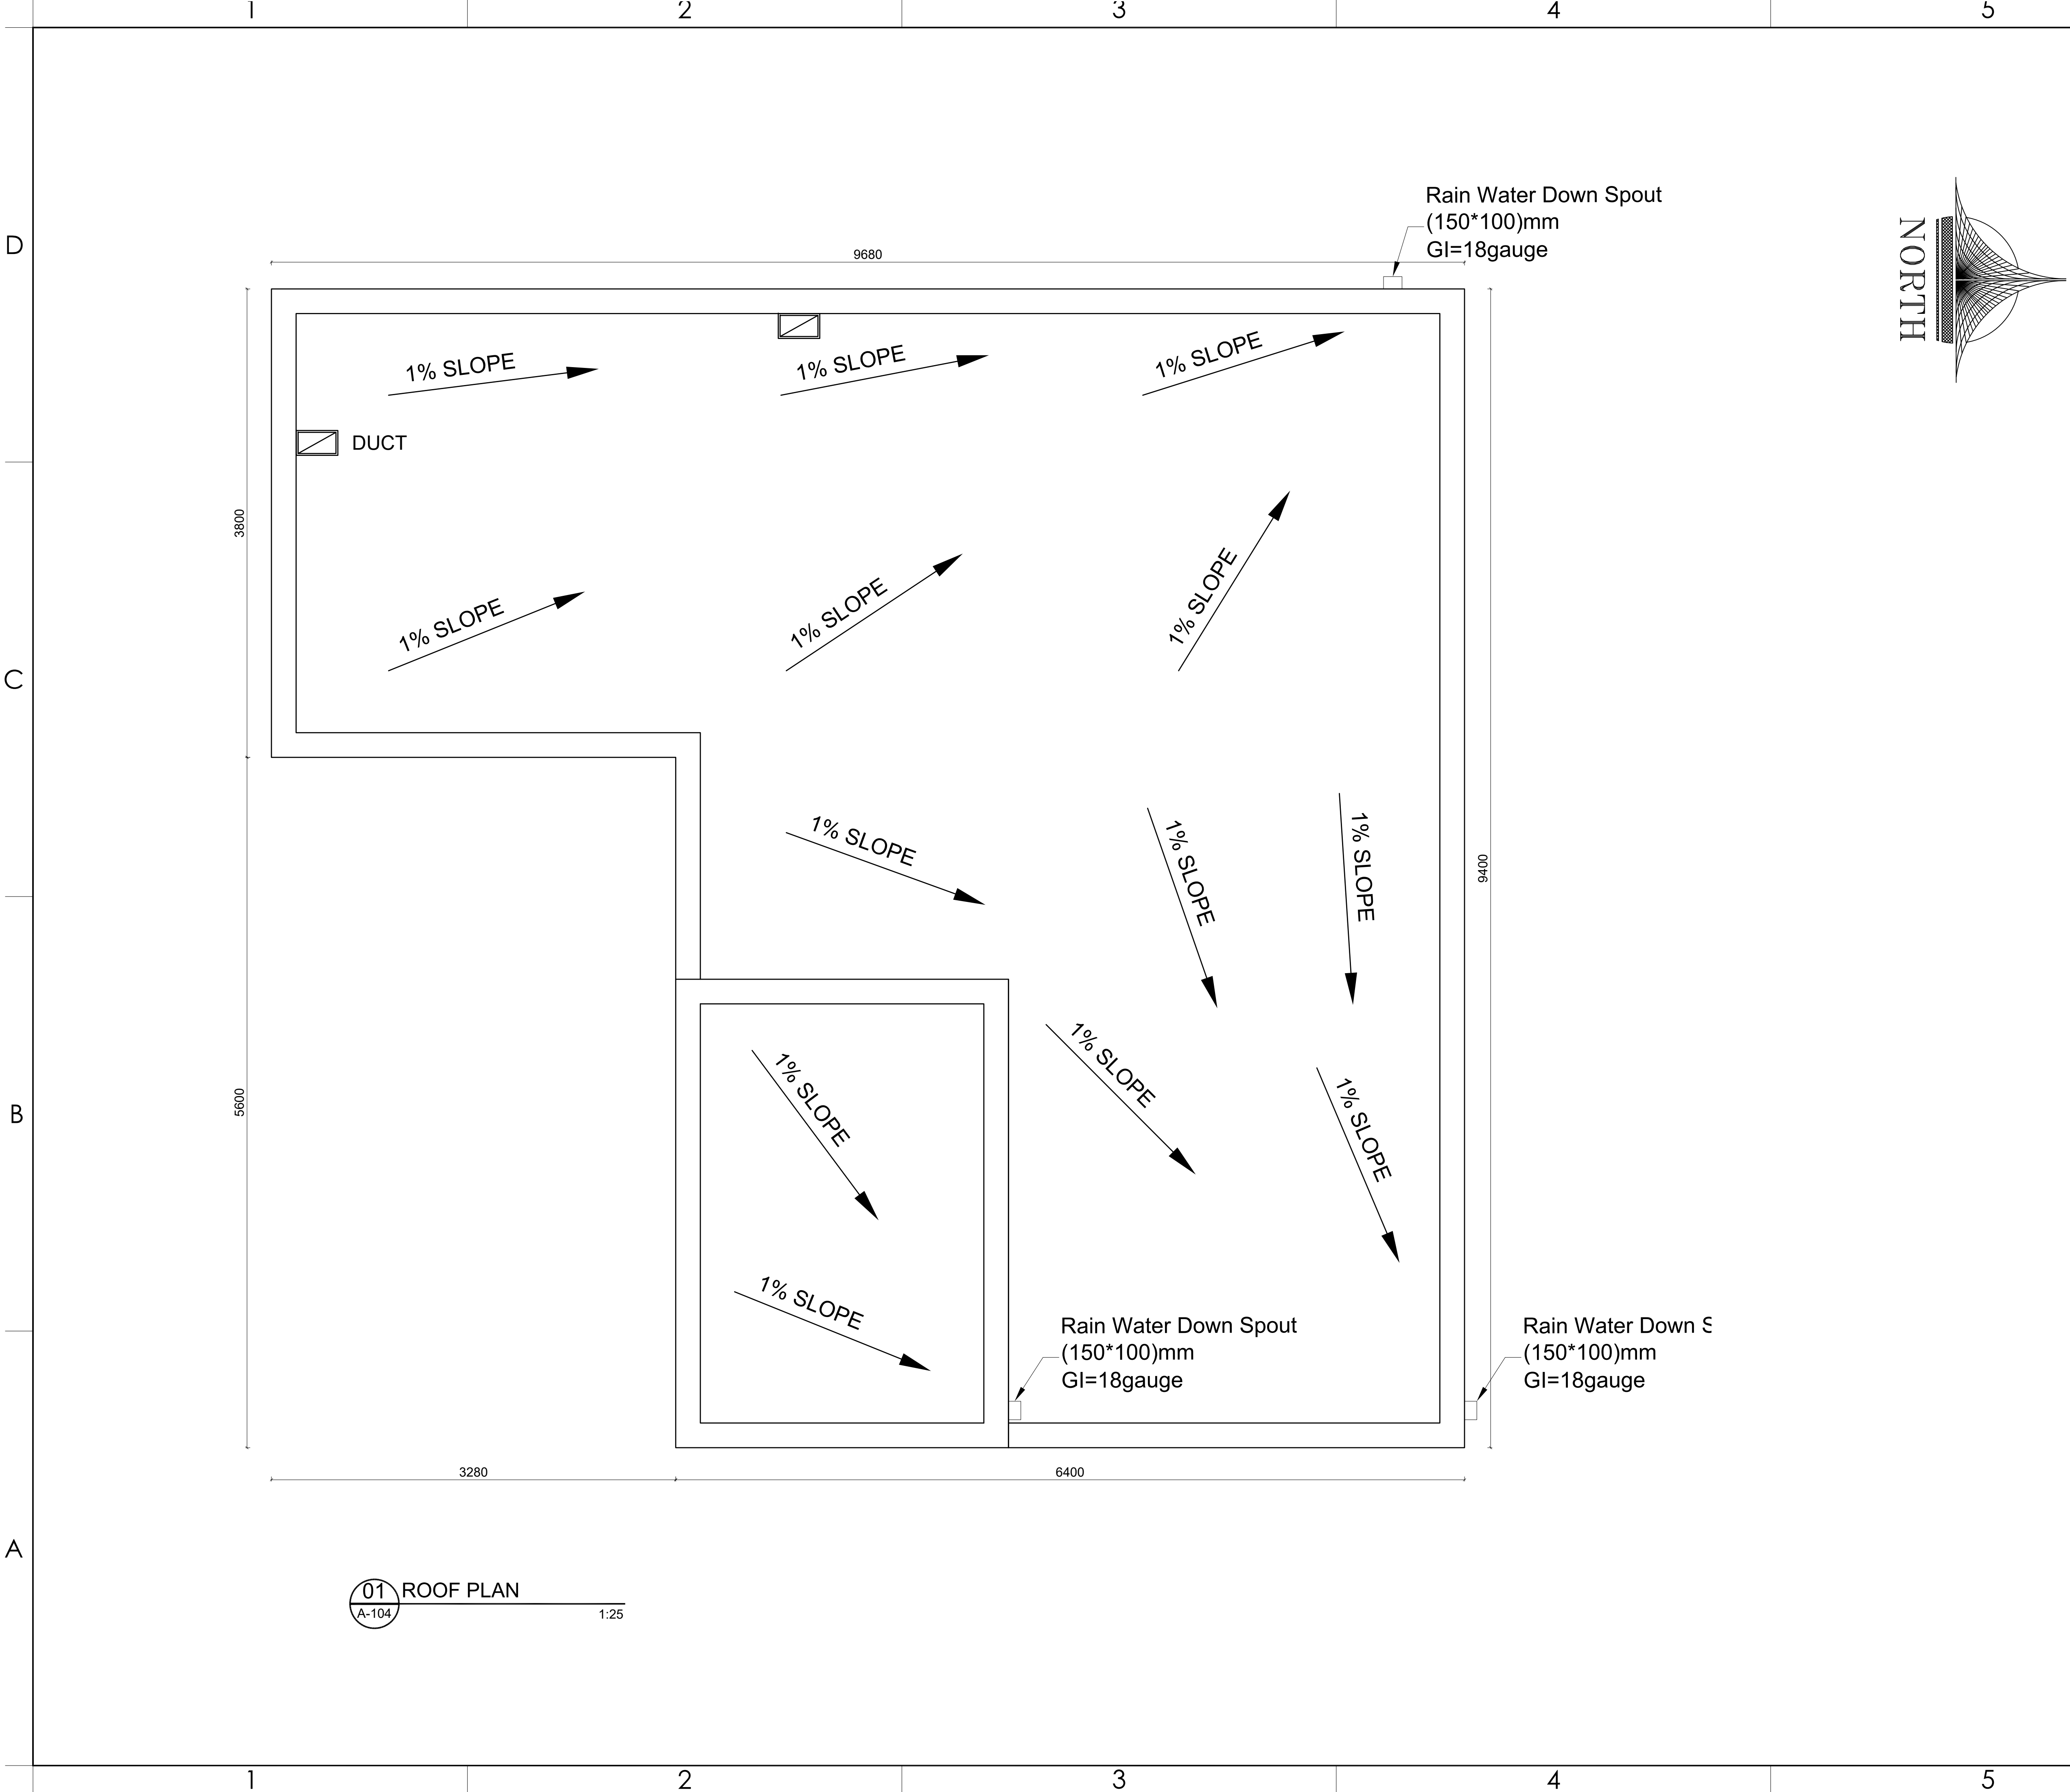 1 2 3 4 5
D
C
B
A
Rain Water Down Spout
(150*100)mm
GI=18gauge
NORTH
9680
1% SLOPE
1% SLOPE
1% SLOPE
DUCT
3800
1% SLOPE
1% SLOPE
1% SLOPE
1% SLOPE
1% SLOPE
1% SLOPE
9400
5600
1% SLOPE
1% SLOPE
1% SLOPE
1% SLOPE
Rain Water Down Spout
(150*100)mm
GI=18gauge
Rain Water Down S
(150*100)mm
GI=18gauge
3280
6400
01 ROOF PLAN
A-104 1:25
1 2 3 4 5